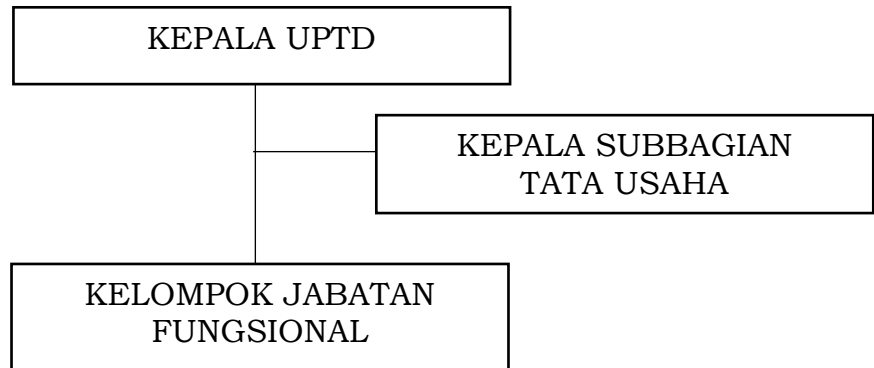 KEPALA UPTD
KEPALA SUBBAGIAN
TATA USAHA
KELOMPOK JABATAN
FUNGSIONAL